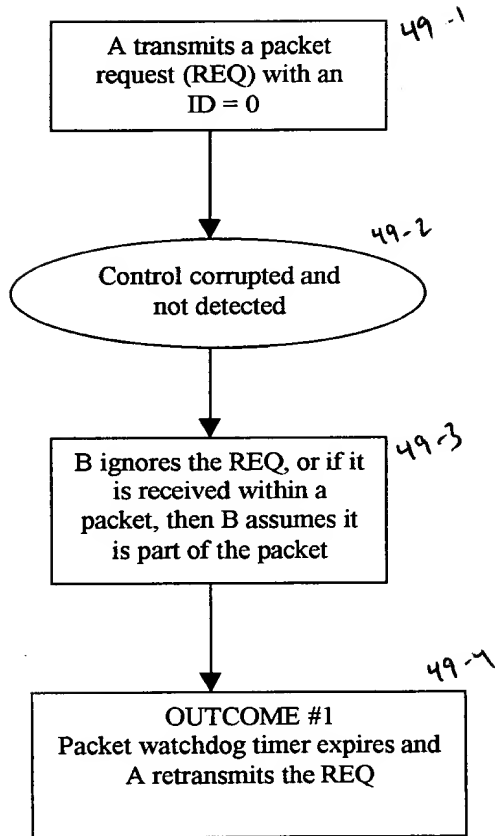 49-1
A transmits a packet
request (REQ) with an
ID = 0
49-2
Control corrupted and
not detected
49-3
B ignores the REQ, or if it
is received within a
packet, then B assumes it
is part of the packet
49-4
OUTCOME #1
Packet watchdog timer expires and
A retransmits the REQ